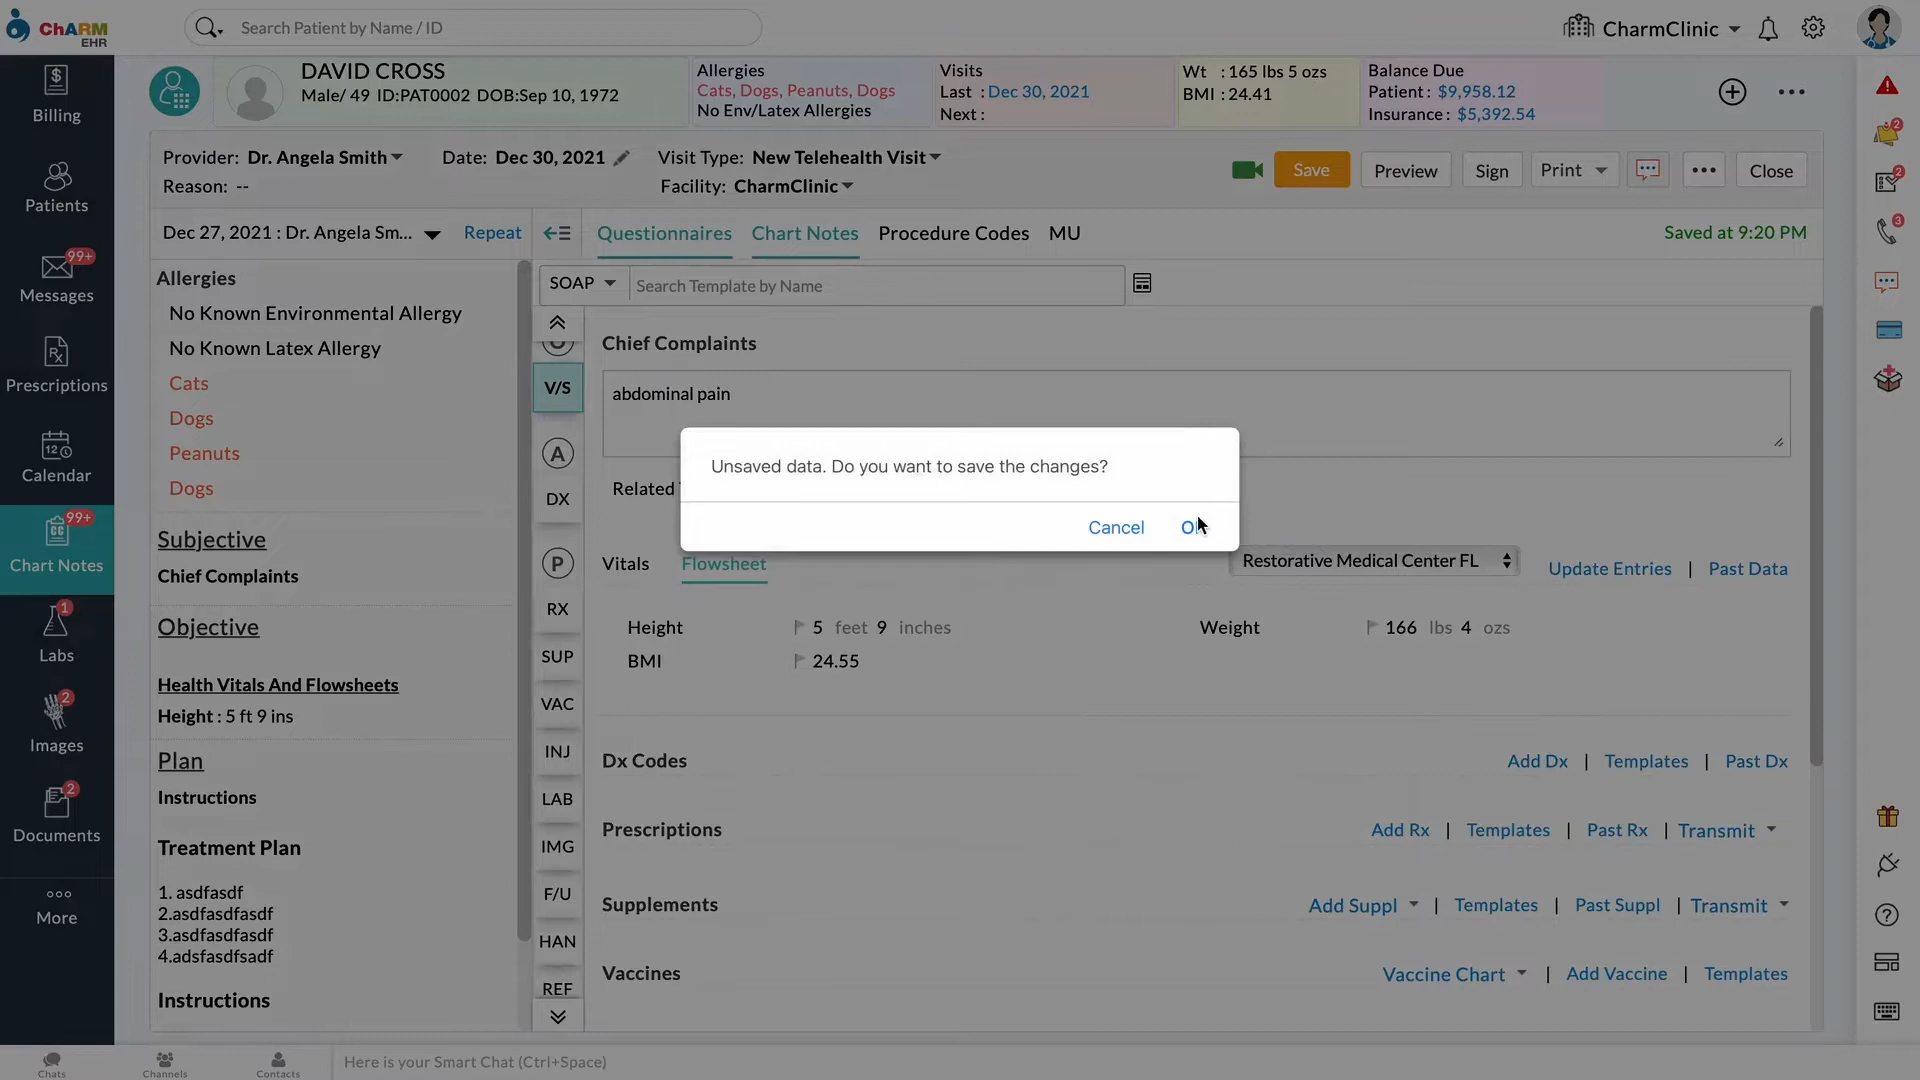 ChARM
EHR
Search Patient by Name / ID
CharmClinic
Billing
Patients
99+
Messages
Prescriptions
12
Calendar
99+
Chart Notes
1
Labs
2
Images
2
Documents
More
DAVID CROSS
Male/ 49 ID:PAT0002 DOB:Sep 10, 1972
Allergies
Cats, Dogs, Peanuts, Dogs
No Env/Latex Allergies
Visits
Last : Dec 30, 2021
Next :
Wt : 165 lbs 5 ozs
BMI : 24.41
Balance Due
Patient : $9,958.12
Insurance : $5,392.54
Provider: Dr. Angela Smith
Date: Dec 30, 2021
Visit Type: New Telehealth Visit
Reason: --
Facility: CharmClinic
Save
Preview
Sign
Print
Close
Dec 27, 2021 : Dr. Angela Sm...
Repeat
Questionnaires
Chart Notes
Procedure Codes
MU
Saved at 9:20 PM
Allergies
No Known Environmental Allergy
No Known Latex Allergy
Cats
Dogs
Peanuts
Dogs
Subjective
Chief Complaints
Objective
Health Vitals And Flowsheets
Height : 5 ft 9 ins
Plan
Instructions
Treatment Plan
1. asdfasdf
2.asdfasdfasdf
3.asdfasdfasdf
4.adsfasdfsadf
Instructions
SOAP
Search Template by Name
V/S
A
DX
P
RX
SUP
VAC
INJ
LAB
IMG
F/U
HAN
REF
Chief Complaints
abdominal pain
Related
Unsaved data. Do you want to save the changes?
Cancel
Vitals
Flowsheet
Restorative Medical Center FL
Update Entries | Past Data
Height 5 feet 9 inches
Weight 166 lbs 4 ozs
BMI 24.55
Dx Codes
Add Dx | Templates | Past Dx
Prescriptions
Add Rx | Templates | Past Rx | Transmit
Supplements
Add Suppl | Templates | Past Suppl | Transmit
Vaccines
Vaccine Chart | Add Vaccine | Templates
2
2
3
Chats
Channels
Contacts
Here is your Smart Chat (Ctrl+Space)